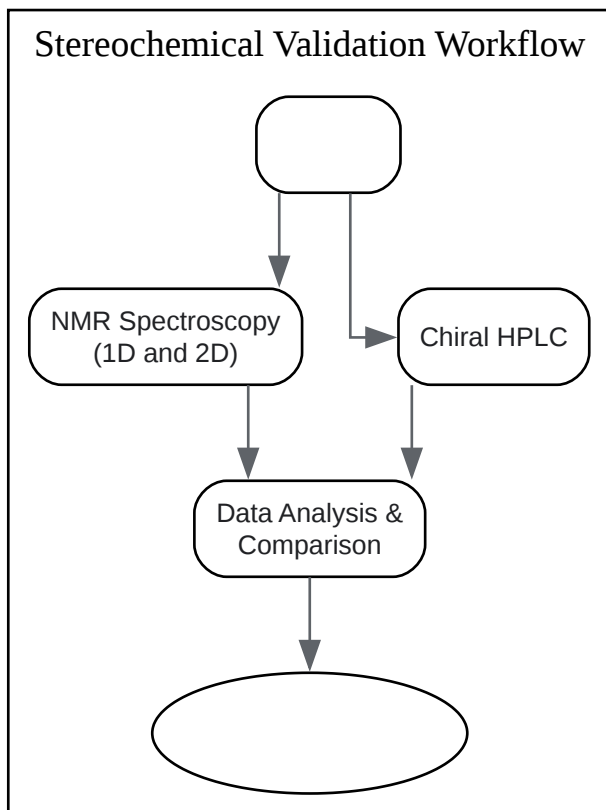 Stereochemical Validation Workflow
NMR Spectroscopy
(1D and 2D)
Chiral HPLC
Data Analysis &
Comparison